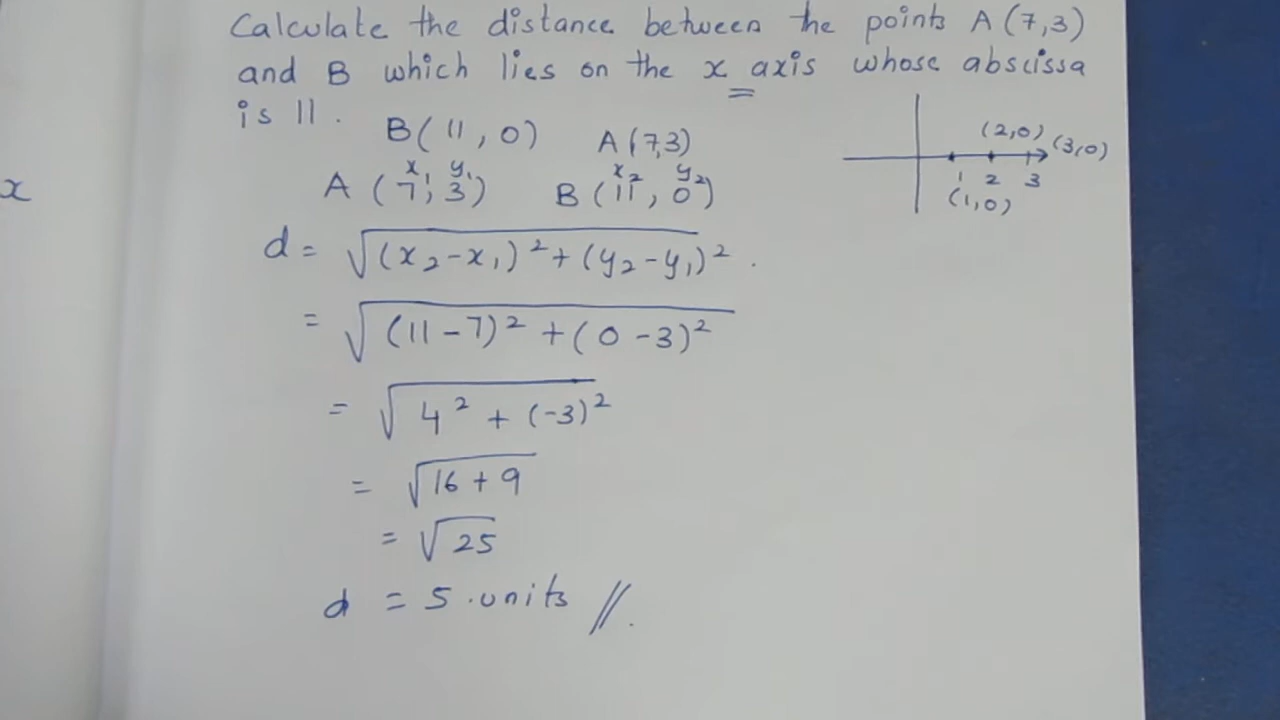 Calculate the distance between the points A(7,3)
and B which lies on the x axis whose abscissa
is 11.
B(11,0) A(7,3)
(2,0) (3,0)
1 2 3
(1,0)
x₁ y₁ x₂ y₂
A (7, 3) B (11, 0)
x
d = √(x₂-x₁)² + (y₂-y₁)².
= √(11-7)² + (0-3)²
= √4² + (-3)²
= √16 + 9
= √25
d = 5.units //.